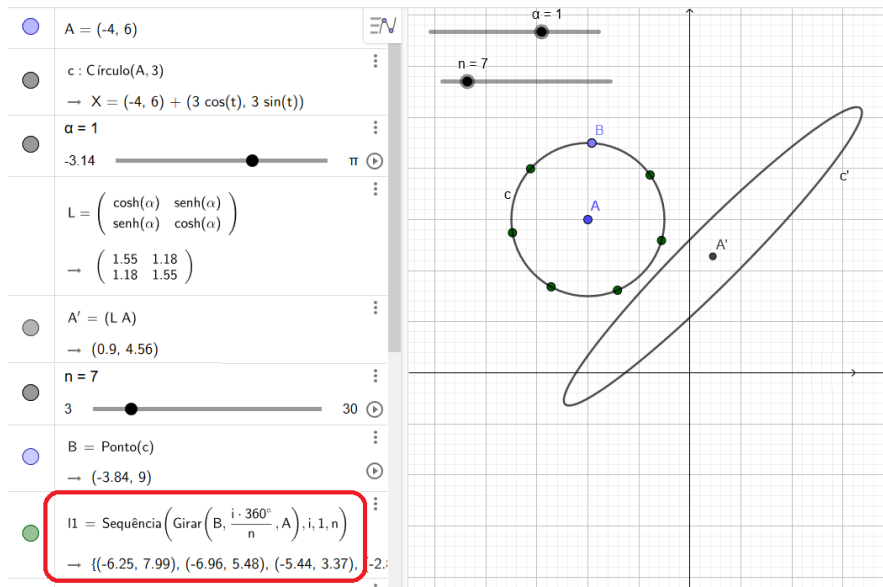 A = (-4, 6)
c : Círculo(A, 3)
→ X = (-4, 6) + (3 cos(t), 3 sin(t))
α = 1
-3.14 π
L = ( cosh(α) senh(α)
senh(α) cosh(α) )
→ ( 1.55 1.18
1.18 1.55 )
A′ = (L A)
→ (0.9, 4.56)
n = 7
3 30
B = Ponto(c)
→ (-3.84, 9)
l1 = Sequência(Girar(B, i · 360° / n, A), i, 1, n)
→ {(-6.25, 7.99), (-6.96, 5.48), (-5.44, 3.37), (-2.8
α = 1
n = 7
B
c
A
c'
A'